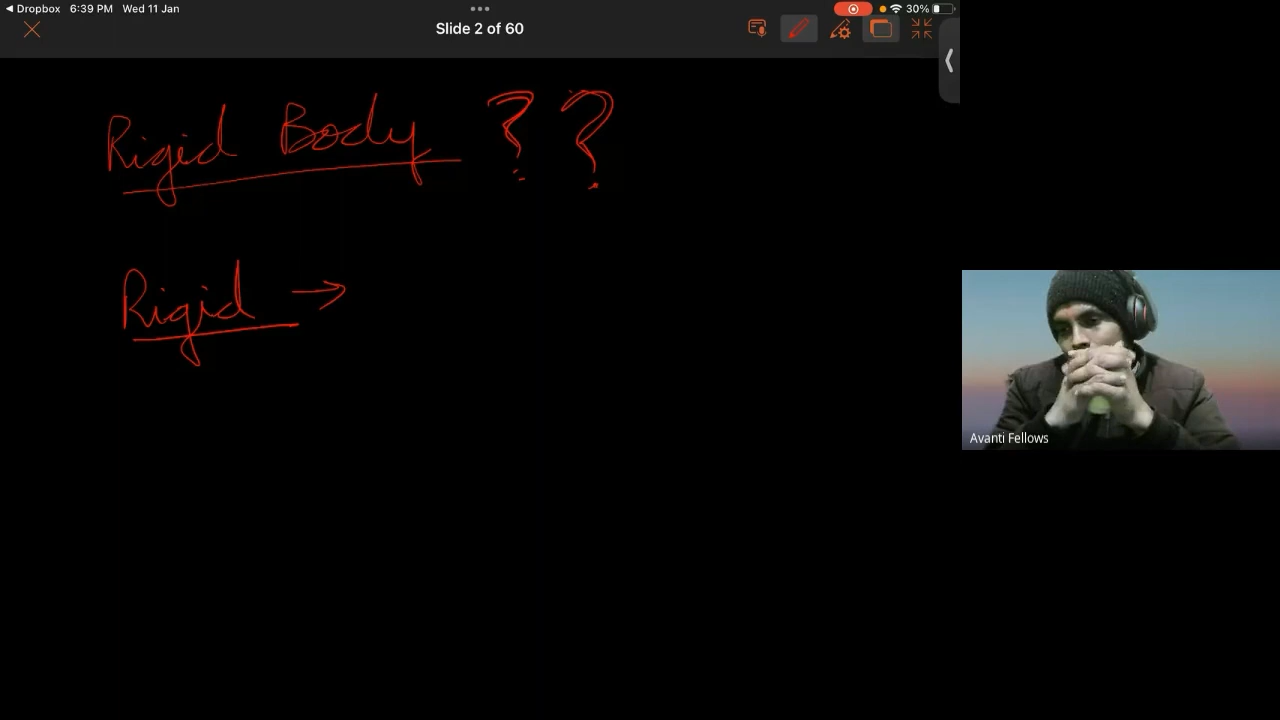 Dropbox 6:39 PM Wed 11 Jan 30%
Slide 2 of 60
Rigid Body ??
Rigid →
Avanti Fellows